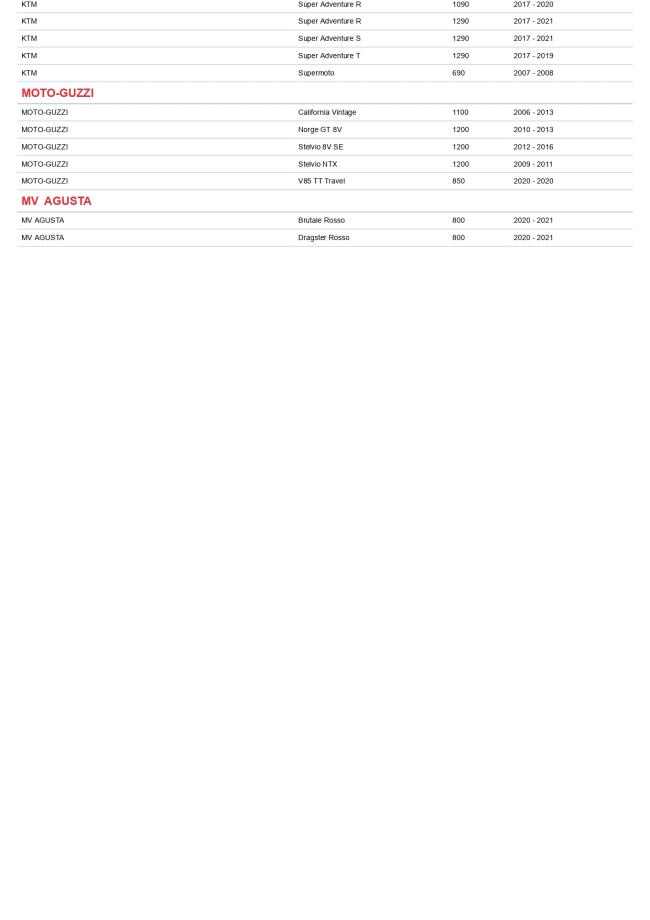 KTM Super Adventure R 1090 2017 - 2020
KTM Super Adventure R 1290 2017 - 2021
KTM Super Adventure S 1290 2017 - 2021
KTM Super Adventure T 1290 2017 - 2019
KTM Supermoto 690 2007 - 2008
MOTO-GUZZI
MOTO-GUZZI California Vintage 1100 2006 - 2013
MOTO-GUZZI Norge GT 8V 1200 2010 - 2013
MOTO-GUZZI Stelvio 8V SE 1200 2012 - 2016
MOTO-GUZZI Stelvio NTX 1200 2009 - 2011
MOTO-GUZZI V85 TT Travel 850 2020 - 2020
MV AGUSTA
MV AGUSTA Brutale Rosso 800 2020 - 2021
MV AGUSTA Dragster Rosso 800 2020 - 2021